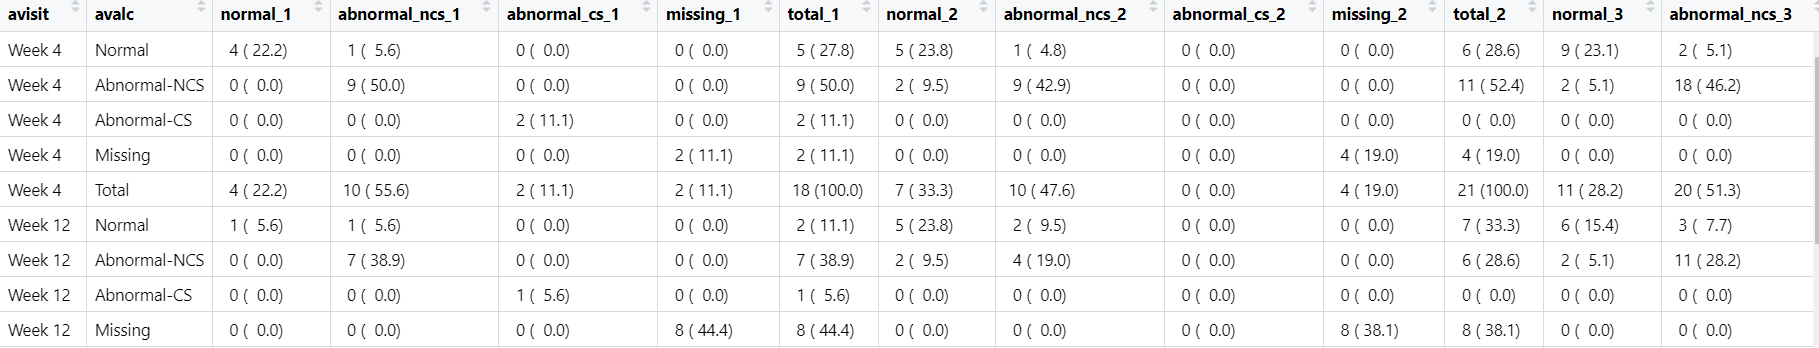 avisit avalc normal_1 abnormal_ncs_1 abnormal_cs_1 missing_1 total_1 normal_2 abnormal_ncs_2 abnormal_cs_2 missing_2 total_2 normal_3 abnormal_ncs_3
Week 4 Normal 4 ( 22.2) 1 (  5.6) 0 (  0.0) 0 (  0.0) 5 ( 27.8) 5 ( 23.8) 1 (  4.8) 0 (  0.0) 0 (  0.0) 6 ( 28.6) 9 ( 23.1) 2 (  5.1)
Week 4 Abnormal-NCS 0 (  0.0) 9 ( 50.0) 0 (  0.0) 0 (  0.0) 9 ( 50.0) 2 (  9.5) 9 ( 42.9) 0 (  0.0) 0 (  0.0) 11 ( 52.4) 2 (  5.1) 18 ( 46.2)
Week 4 Abnormal-CS 0 (  0.0) 0 (  0.0) 2 ( 11.1) 0 (  0.0) 2 ( 11.1) 0 (  0.0) 0 (  0.0) 0 (  0.0) 0 (  0.0) 0 (  0.0) 0 (  0.0) 0 (  0.0)
Week 4 Missing 0 (  0.0) 0 (  0.0) 0 (  0.0) 2 ( 11.1) 2 ( 11.1) 0 (  0.0) 0 (  0.0) 0 (  0.0) 4 ( 19.0) 4 ( 19.0) 0 (  0.0) 0 (  0.0)
Week 4 Total 4 ( 22.2) 10 ( 55.6) 2 ( 11.1) 2 ( 11.1) 18 (100.0) 7 ( 33.3) 10 ( 47.6) 0 (  0.0) 4 ( 19.0) 21 (100.0) 11 ( 28.2) 20 ( 51.3)
Week 12 Normal 1 (  5.6) 1 (  5.6) 0 (  0.0) 0 (  0.0) 2 ( 11.1) 5 ( 23.8) 2 (  9.5) 0 (  0.0) 0 (  0.0) 7 ( 33.3) 6 ( 15.4) 3 (  7.7)
Week 12 Abnormal-NCS 0 (  0.0) 7 ( 38.9) 0 (  0.0) 0 (  0.0) 7 ( 38.9) 2 (  9.5) 4 ( 19.0) 0 (  0.0) 0 (  0.0) 6 ( 28.6) 2 (  5.1) 11 ( 28.2)
Week 12 Abnormal-CS 0 (  0.0) 0 (  0.0) 1 (  5.6) 0 (  0.0) 1 (  5.6) 0 (  0.0) 0 (  0.0) 0 (  0.0) 0 (  0.0) 0 (  0.0) 0 (  0.0) 0 (  0.0)
Week 12 Missing 0 (  0.0) 0 (  0.0) 0 (  0.0) 8 ( 44.4) 8 ( 44.4) 0 (  0.0) 0 (  0.0) 0 (  0.0) 8 ( 38.1) 8 ( 38.1) 0 (  0.0) 0 (  0.0)